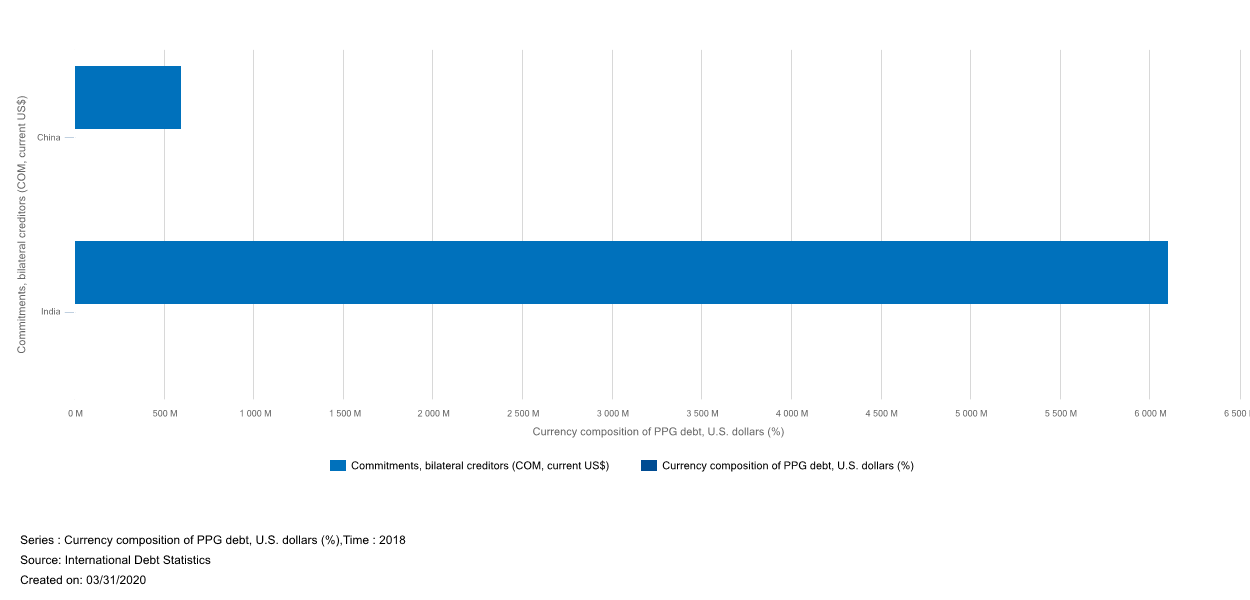 Commitments, bilateral creditors (COM, current US$)
China
India
0 M 500 M 1 000 M 1 500 M 2 000 M 2 500 M 3 000 M 3 500 M 4 000 M 4 500 M 5 000 M 5 500 M 6 000 M 6 500
Currency composition of PPG debt, U.S. dollars (%)
Commitments, bilateral creditors (COM, current US$) Currency composition of PPG debt, U.S. dollars (%)
Series : Currency composition of PPG debt, U.S. dollars (%),Time : 2018
Source: International Debt Statistics
Created on: 03/31/2020